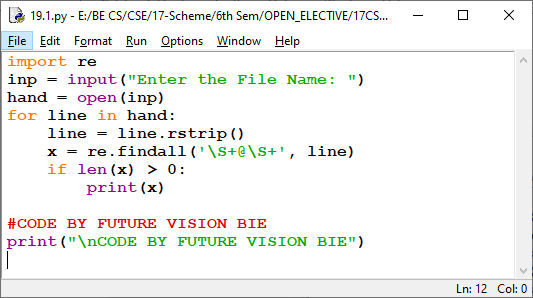 19.1.py - E:/BE CS/CSE/17-Scheme/6th Sem/OPEN_ELECTIVE/17CS...
File Edit Format Run Options Window Help
import re
inp = input("Enter the File Name: ")
hand = open(inp)
for line in hand:
    line = line.rstrip()
    x = re.findall('\S+@\S+', line)
    if len(x) > 0:
        print(x)
#CODE BY FUTURE VISION BIE
print("\nCODE BY FUTURE VISION BIE")
Ln: 12 Col: 0